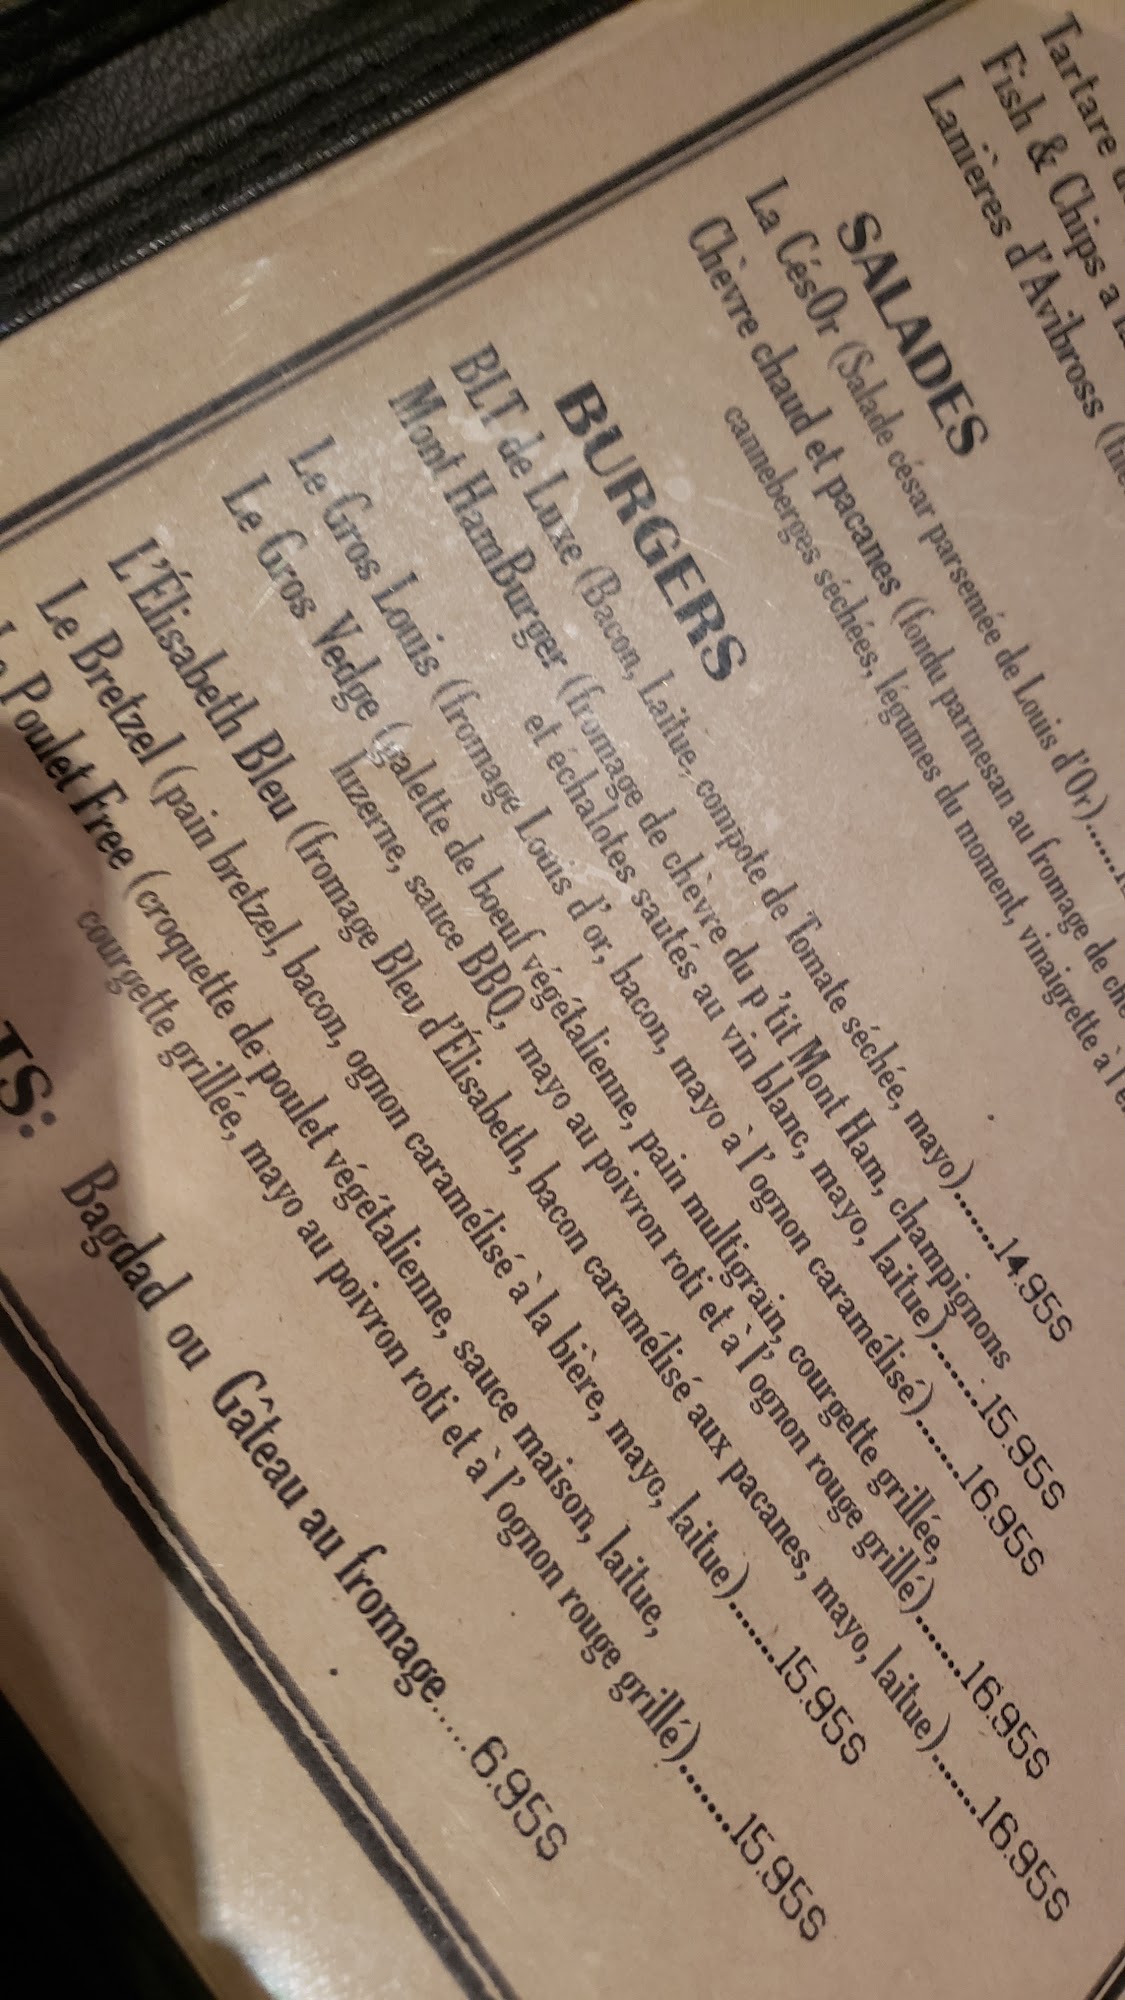 Tartare
Fish & Chips a
Lanières d'Avibross (
SALADES
La CésOr (Salade césar parsemée de Louis d'Or)......
Chèvre chaud et pacanes (fondu parmesan au fromage de
canneberges séchées, légumes du moment, vinaigrette à
BURGERS
BLT de Luxe (Bacon, Laitue, compote de Tomate séchée, mayo)........14.95$
Mont HamBurger (fromage de chèvre du p'tit Mont Ham, champignons
et échalotes sautés au vin blanc, mayo, laitue)........15.95$
Le Gros Louis (fromage Louis d'or, bacon, mayo à l'ognon caramélisé)........16.95$
Le Gros Vedge (galette de boeuf végétalienne, pain multigrain, courgette grillée,
luzerne, sauce BBQ, mayo au poivron roti et à l'ognon rouge grillé)........16.95$
L'Élisabeth Bleu (fromage Bleu d'Élisabeth, bacon caramélisé aux pacanes, mayo, laitue)........16.95$
Le Bretzel (pain bretzel, bacon, ognon caramélisé à la bière, mayo, laitue)........15.95$
Poulet Free (croquette de poulet végétalienne, sauce maison, laitue,
courgette grillée, mayo au poivron roti et à l'ognon rouge grillé)........15.95$
TS: Bagdad ou Gâteau au fromage..... 6.95$